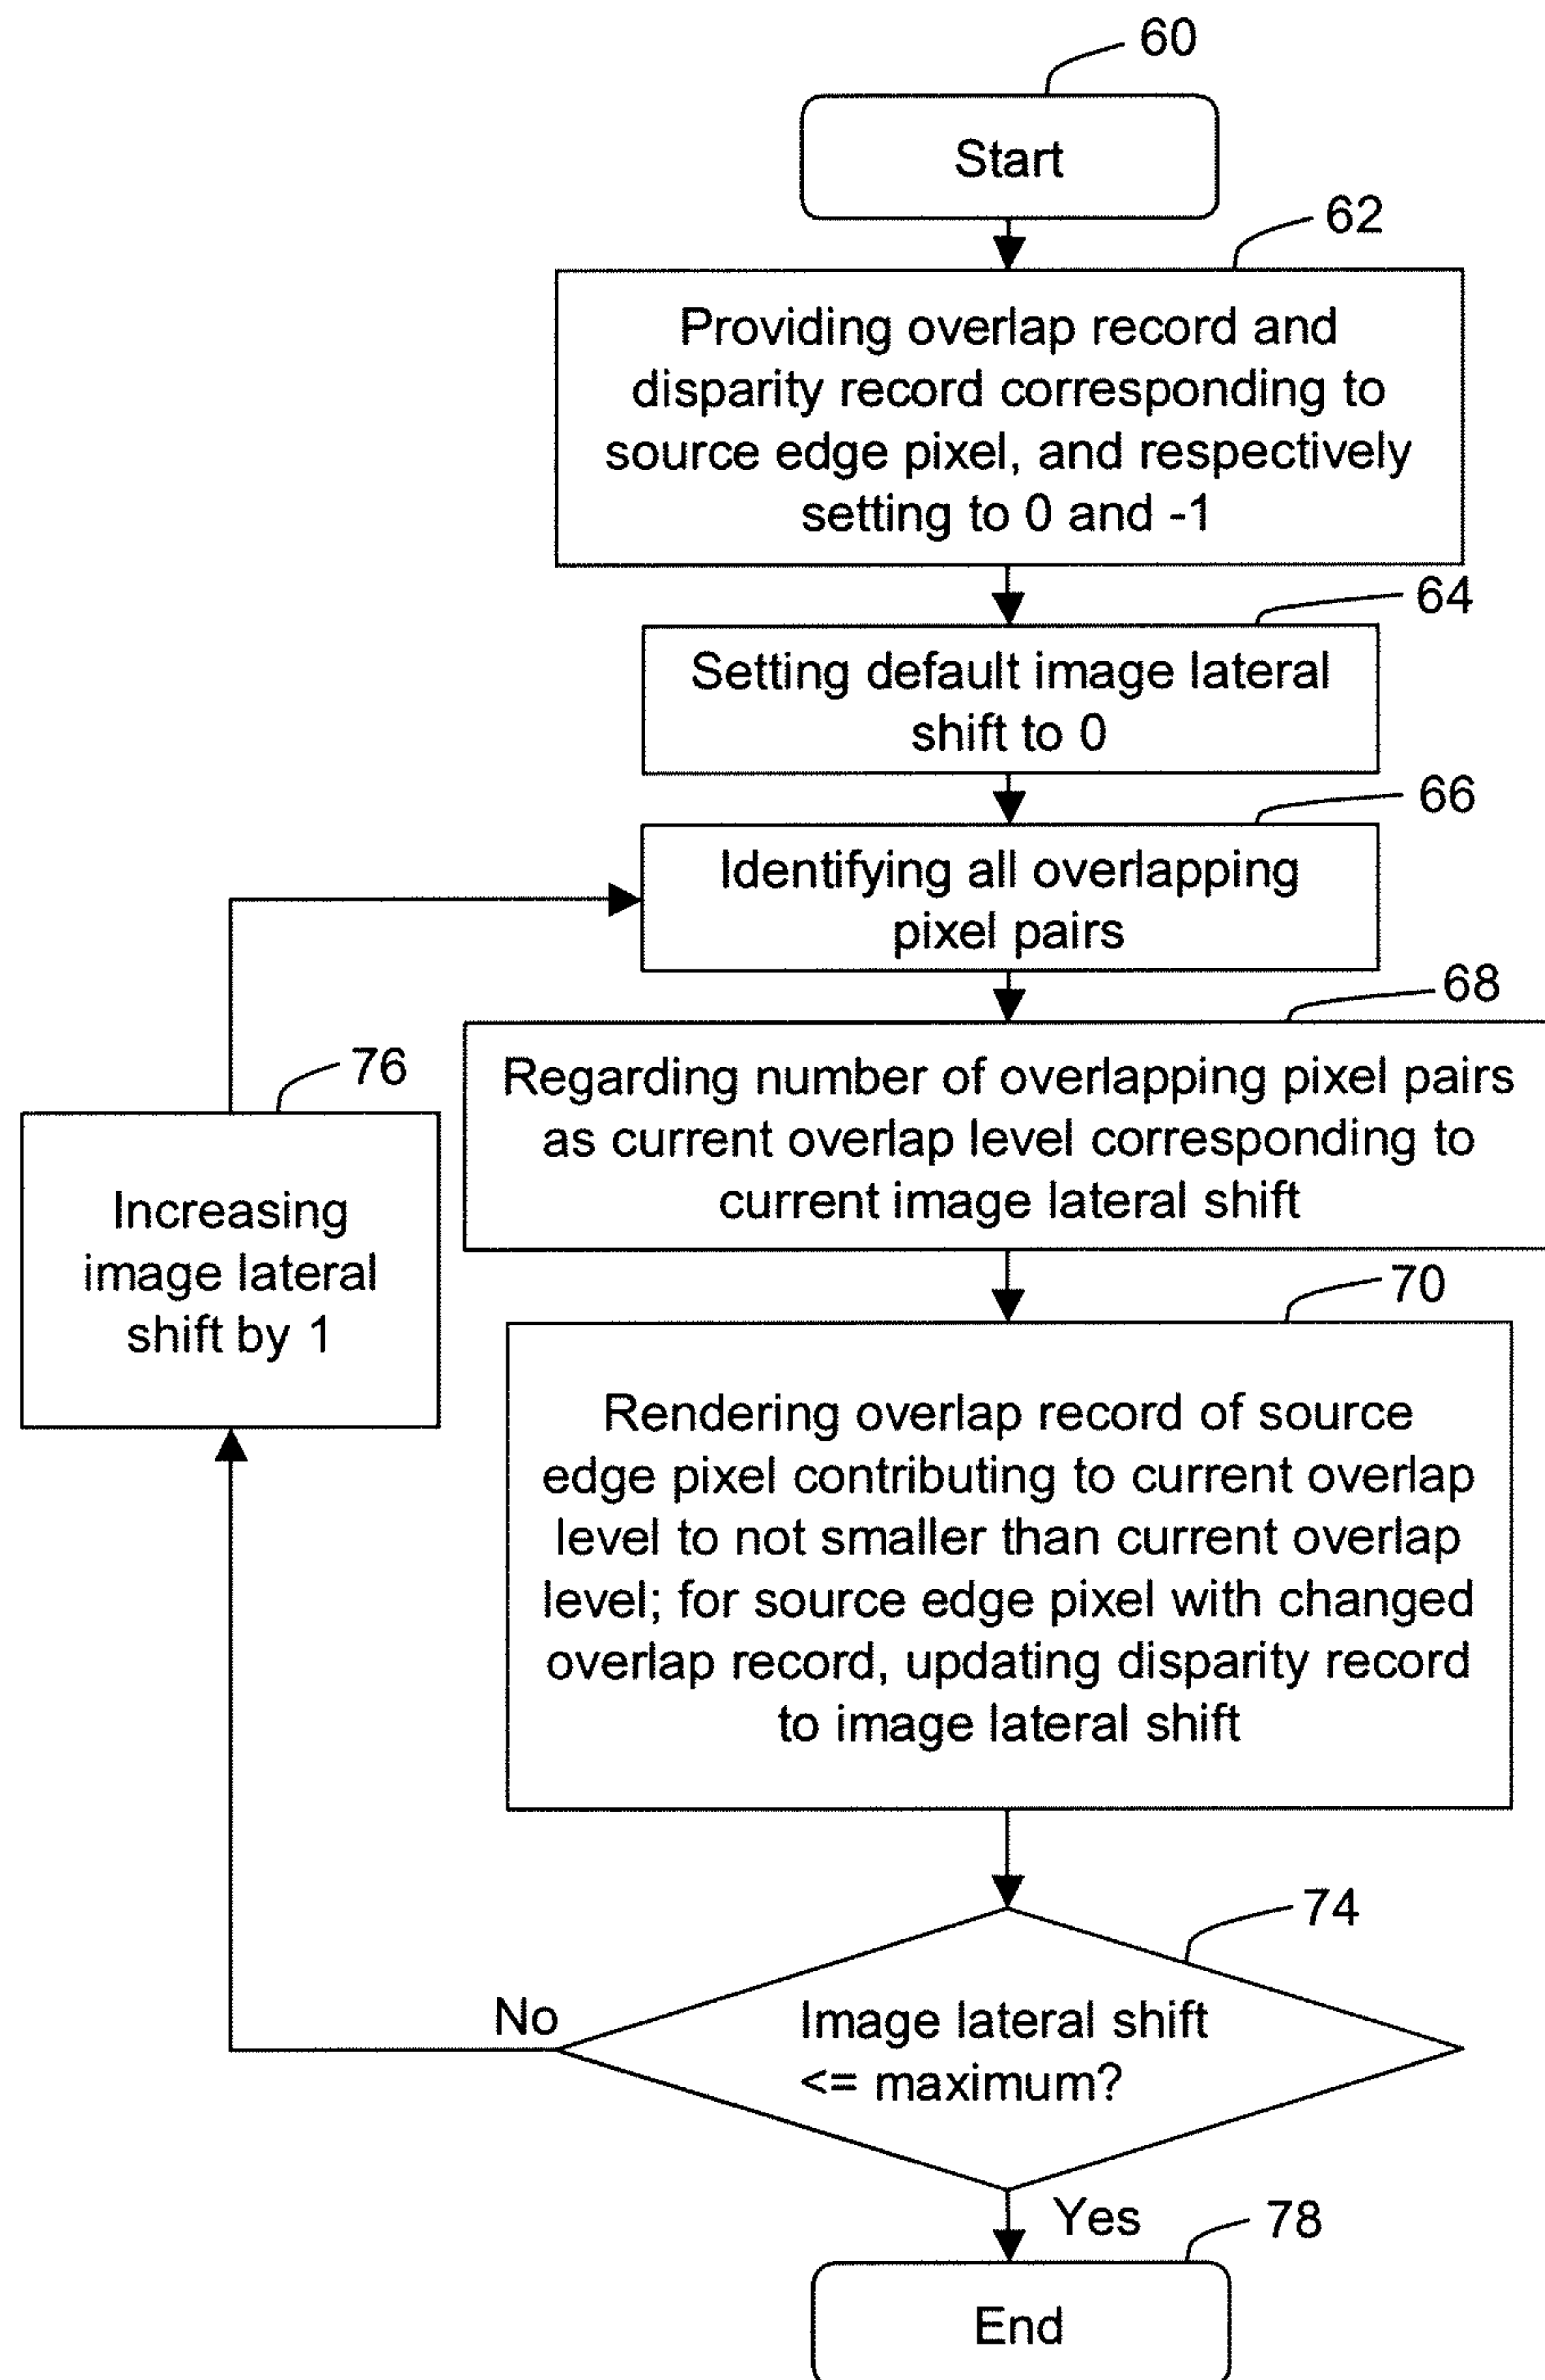 60
Start
62
Providing overlap record and
disparity record corresponding to
source edge pixel, and respectively
setting to 0 and -1
64
Setting default image lateral
shift to 0
66
Identifying all overlapping
pixel pairs
68
Regarding number of overlapping pixel pairs
as current overlap level corresponding to
current image lateral shift
76
Increasing
image lateral
shift by 1
70
Rendering overlap record of source
edge pixel contributing to current overlap
level to not smaller than current overlap
level; for source edge pixel with changed
overlap record, updating disparity record
to image lateral shift
74
No
Image lateral shift
<= maximum?
Yes
78
End